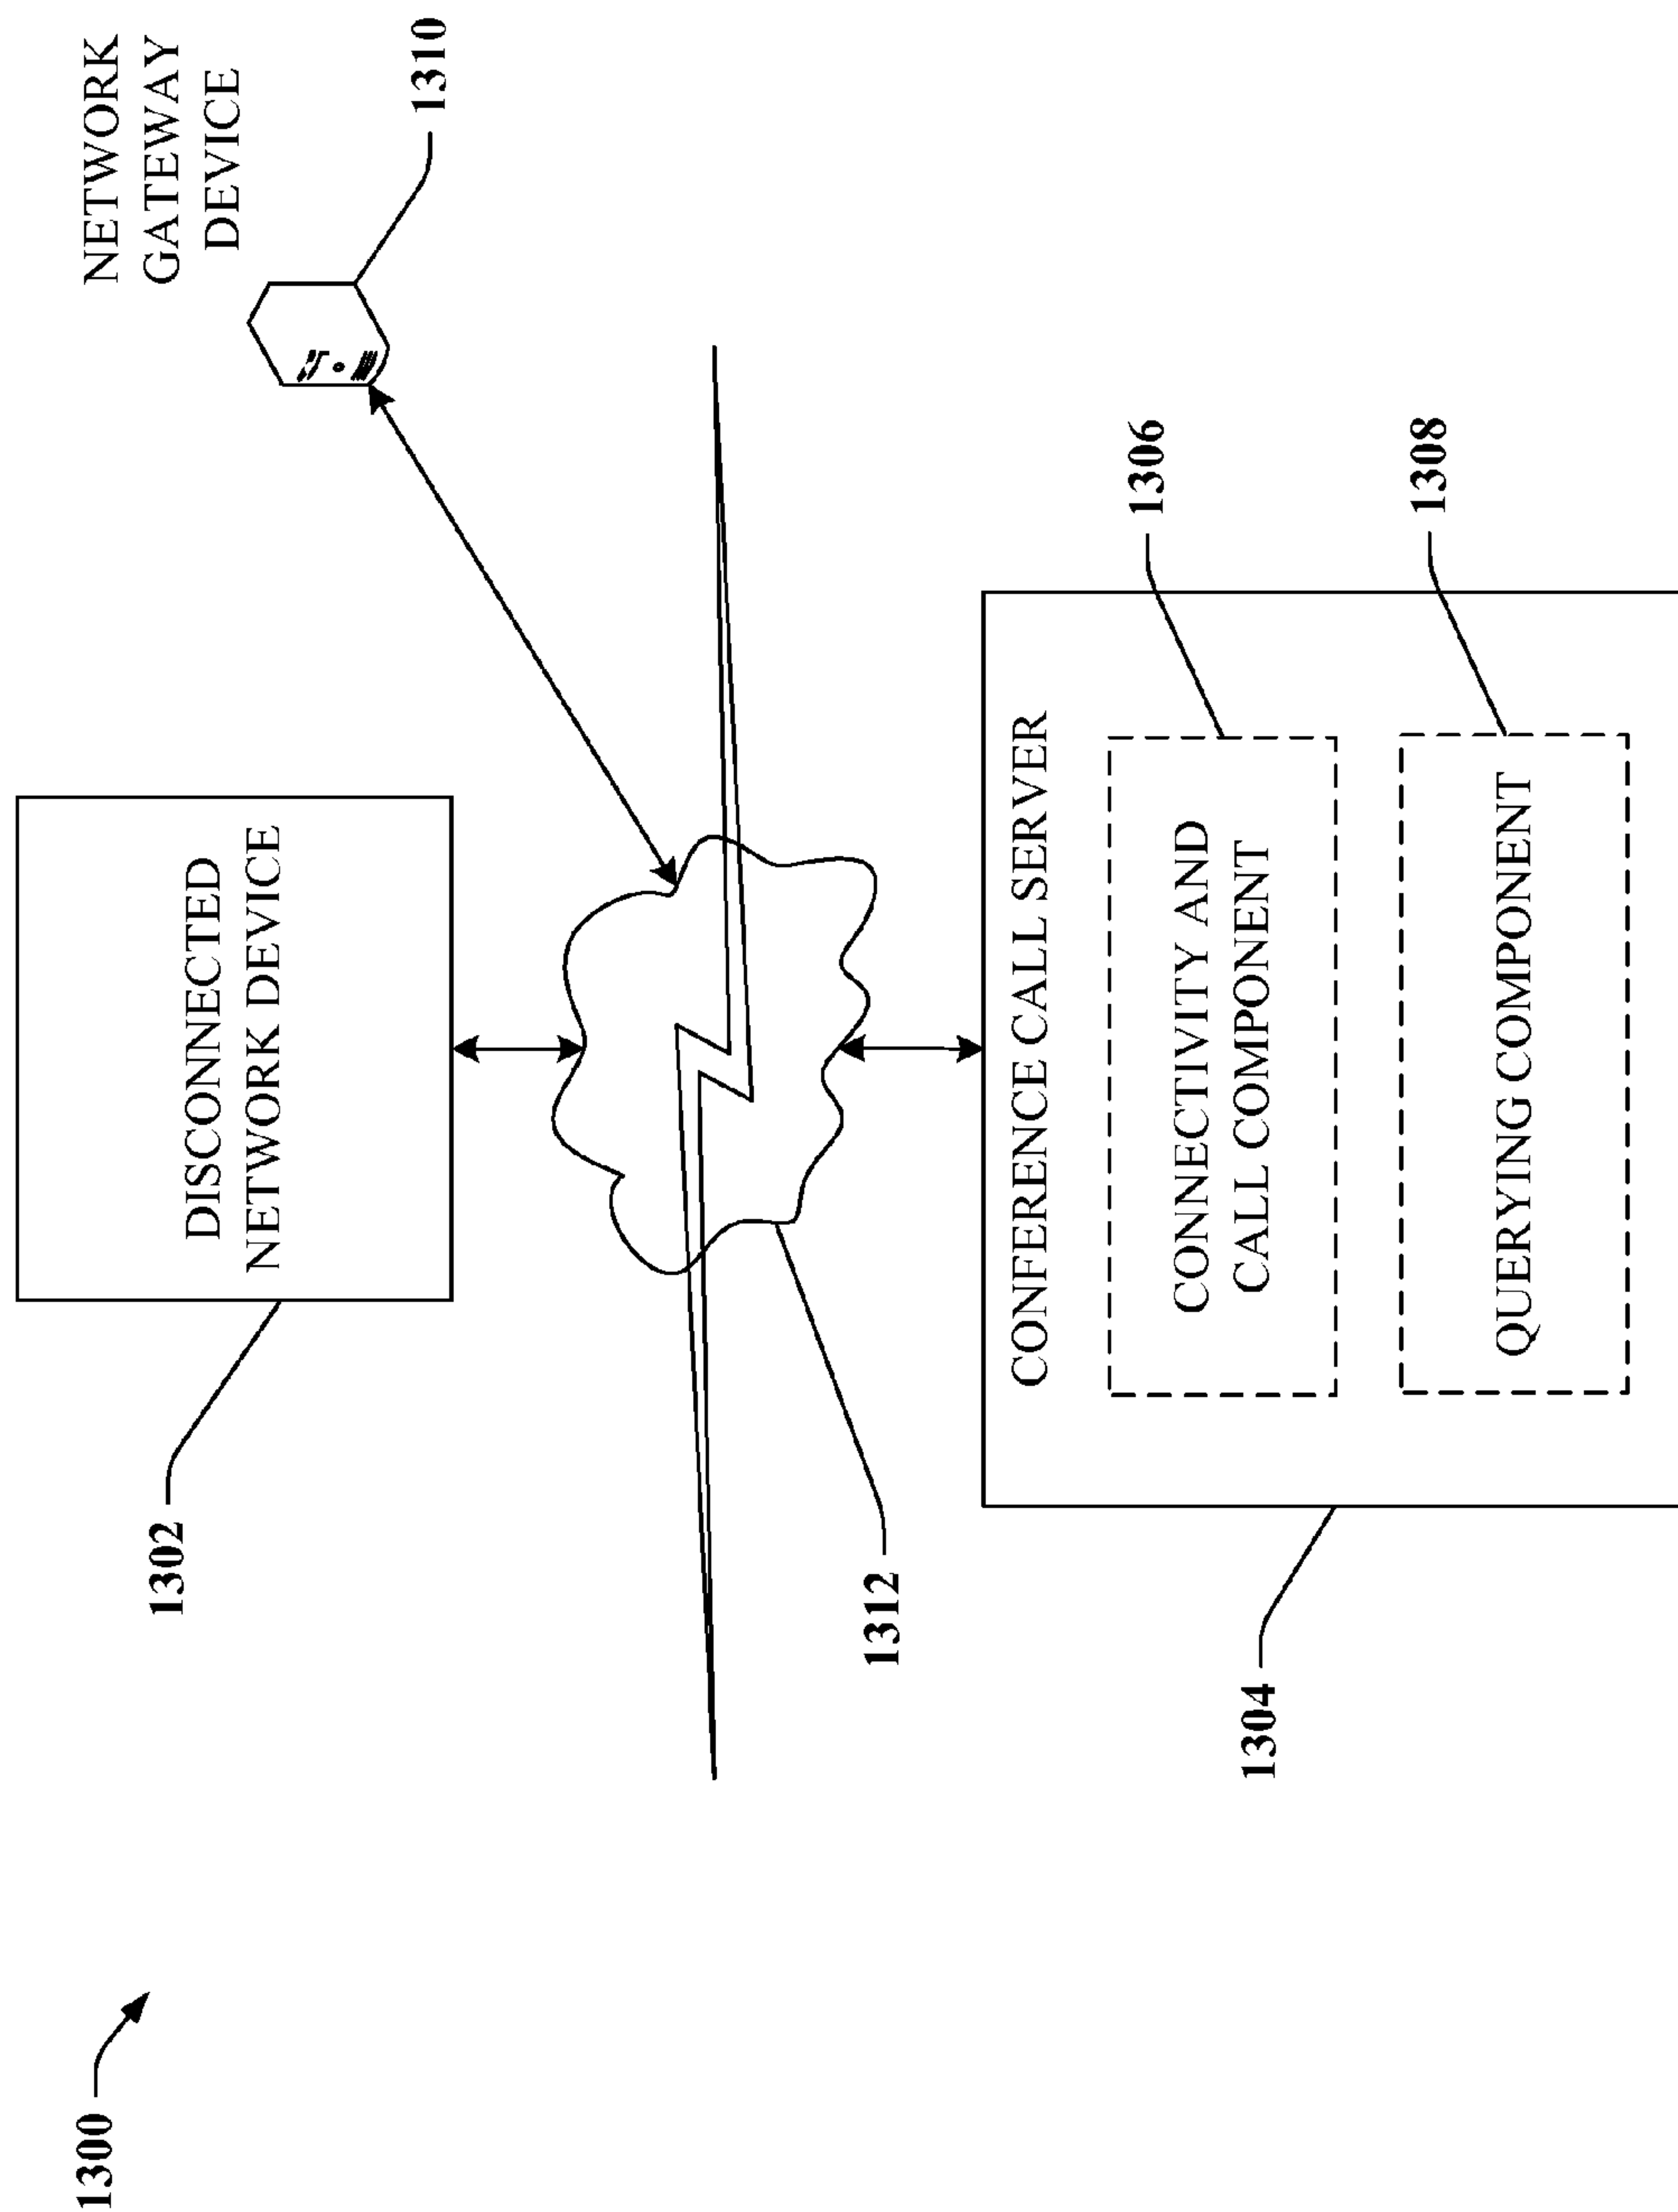 1300
1302
DISCONNECTED
NETWORK DEVICE
NETWORK
GATEWAY
DEVICE
1310
1312
1304
CONFERENCE CALL SERVER
CONNECTIVITY AND
CALL COMPONENT
1306
QUERYING COMPONENT
1308